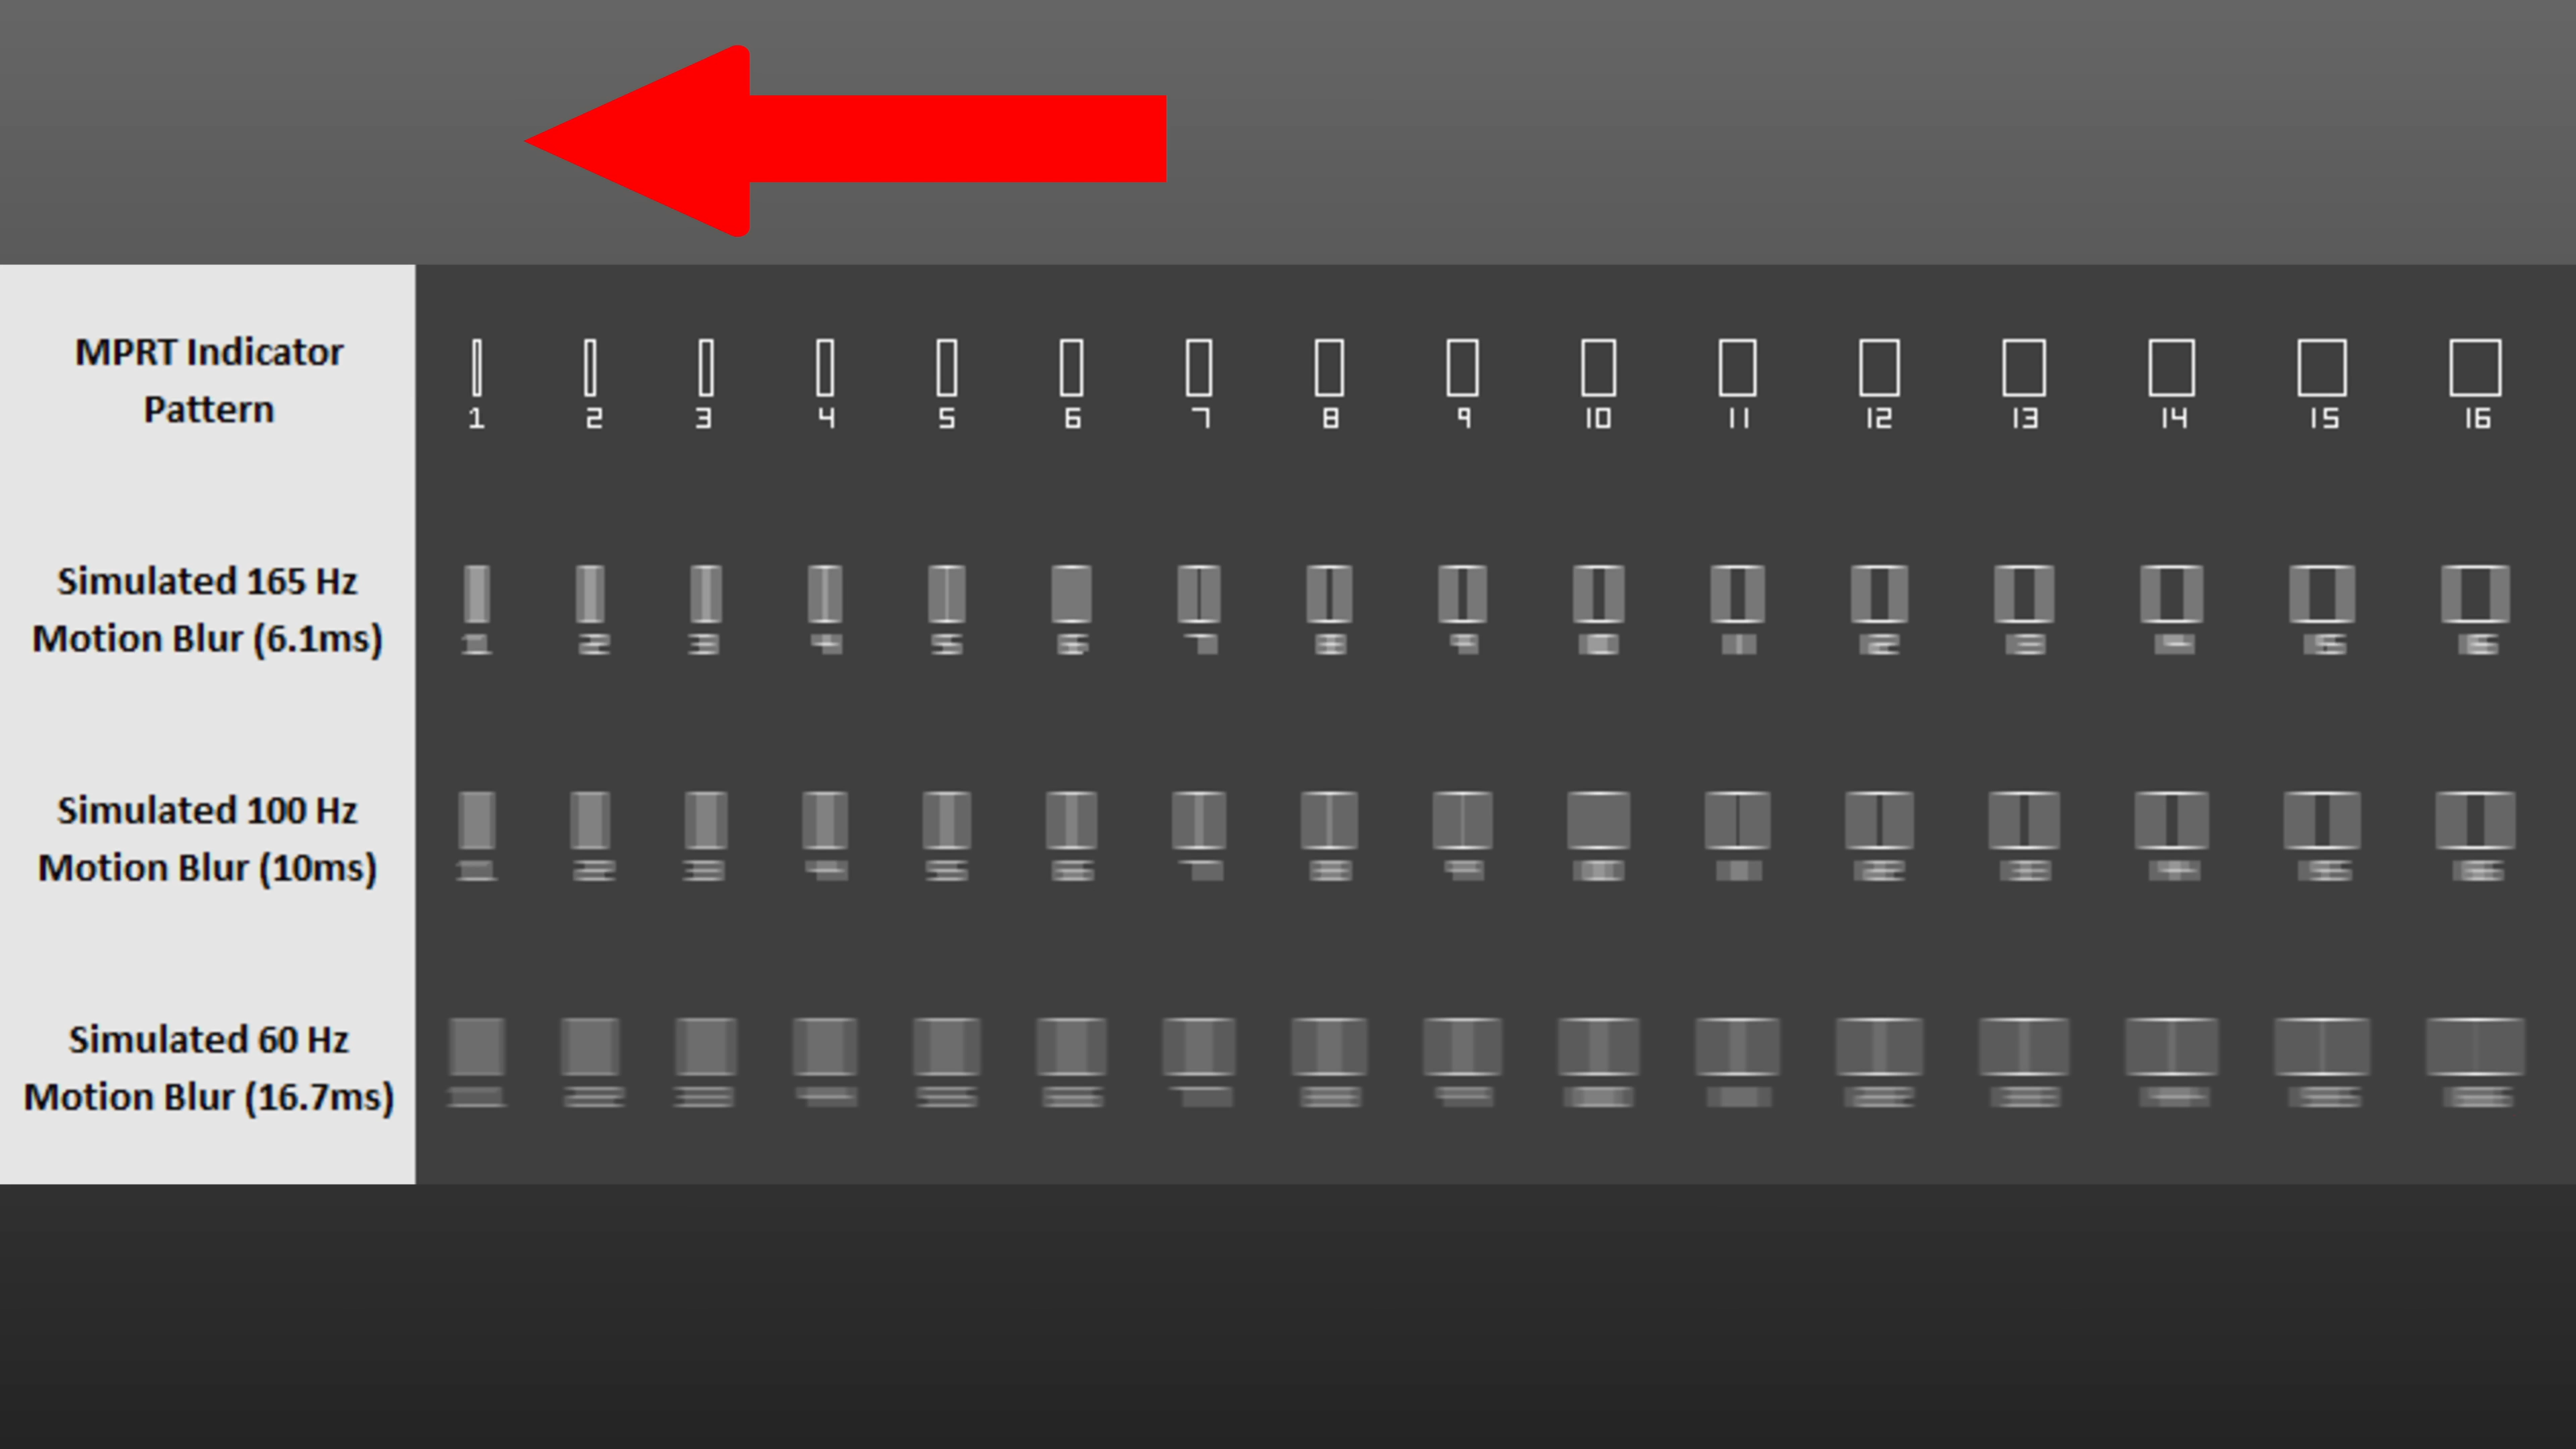 MPRT Indicator
Pattern
1 2 3 4 5 6 7 8 9 10 11 12 13 14 15 16
Simulated 165 Hz
Motion Blur (6.1ms)
Simulated 100 Hz
Motion Blur (10ms)
Simulated 60 Hz
Motion Blur (16.7ms)